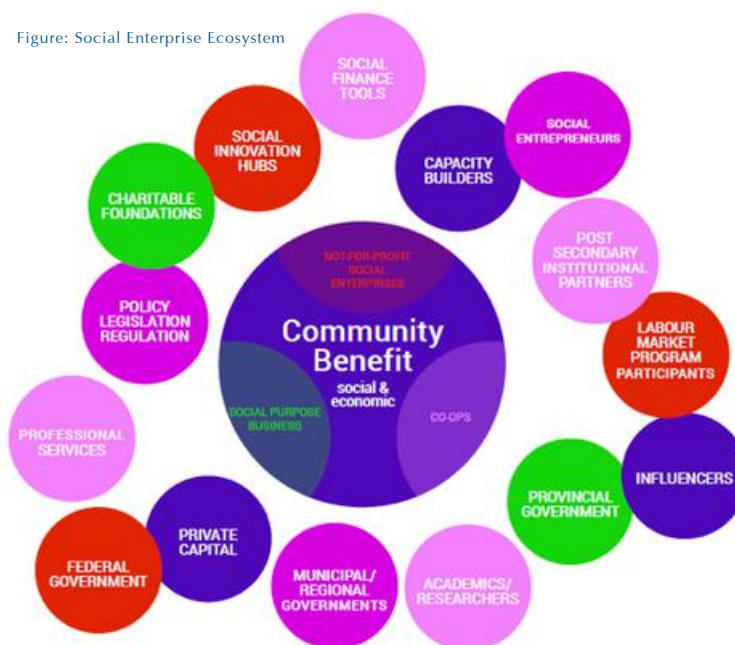 Figure: Social Enterprise Ecosystem
SOCIAL
FINANCE
TOOLS
SOCIAL
INNOVATION
HUBS
CAPACITY
BUILDERS
SOCIAL
ENTREPRENEURS
CHARITABLE
FOUNDATIONS
POST
SECONDARY
INSTITUTIONAL
PARTNERS
NOT-FOR-PROFIT
SOCIAL
ENTERPRISES
POLICY
LEGISLATION
REGULATION
Community
Benefit
social &
economic
LABOUR
MARKET
PROGRAM
PARTICIPANTS
SOCIAL PURPOSE
BUSINESS
CO-OPS
PROFESSIONAL
SERVICES
INFLUENCERS
PROVINCIAL
GOVERNMENT
PRIVATE
CAPITAL
FEDERAL
GOVERNMENT
MUNICIPAL/
REGIONAL
GOVERNMENTS
ACADEMICS/
RESEARCHERS